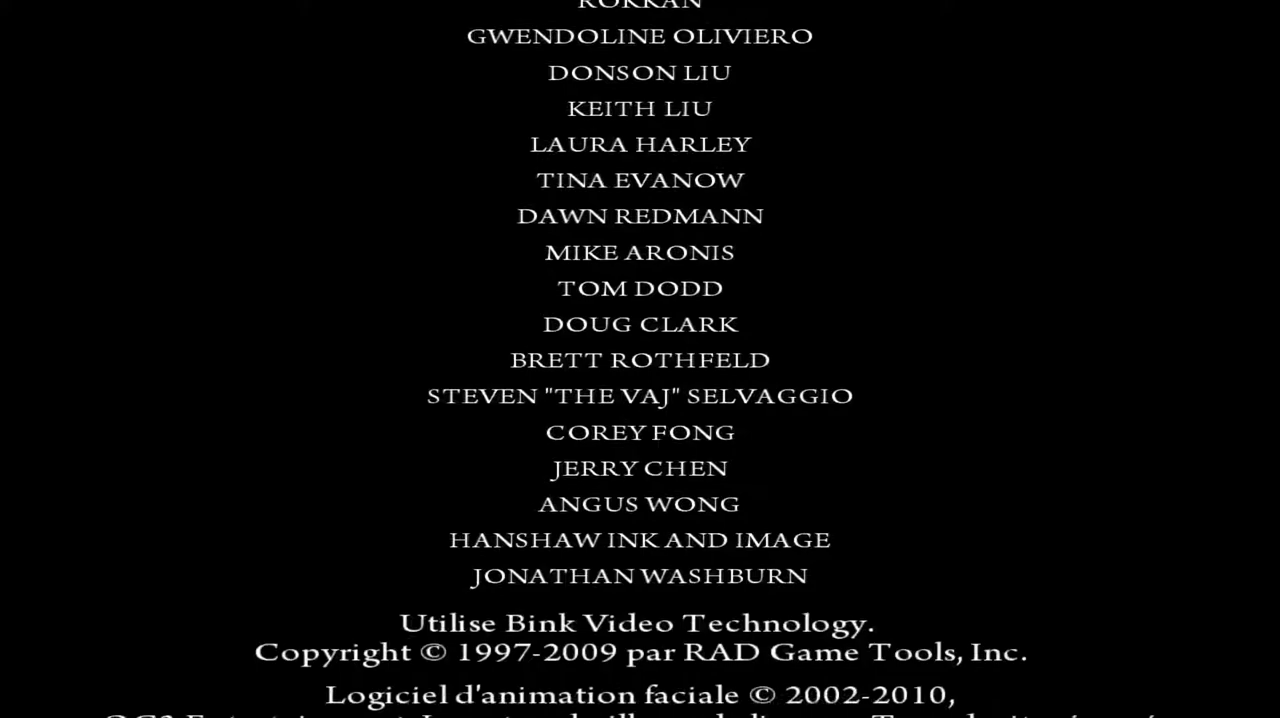 ROKKAN
GWENDOLINE OLIVIERO
DONSON LIU
KEITH LIU
LAURA HARLEY
TINA EVANOW
DAWN REDMANN
MIKE ARONIS
TOM DODD
DOUG CLARK
BRETT ROTHFELD
STEVEN "THE VAJ" SELVAGGIO
COREY FONG
JERRY CHEN
ANGUS WONG
HANSHAW INK AND IMAGE
JONATHAN WASHBURN
Utilise Bink Video Technology.
Copyright © 1997-2009 par RAD Game Tools, Inc.
Logiciel d'animation faciale © 2002-2010,